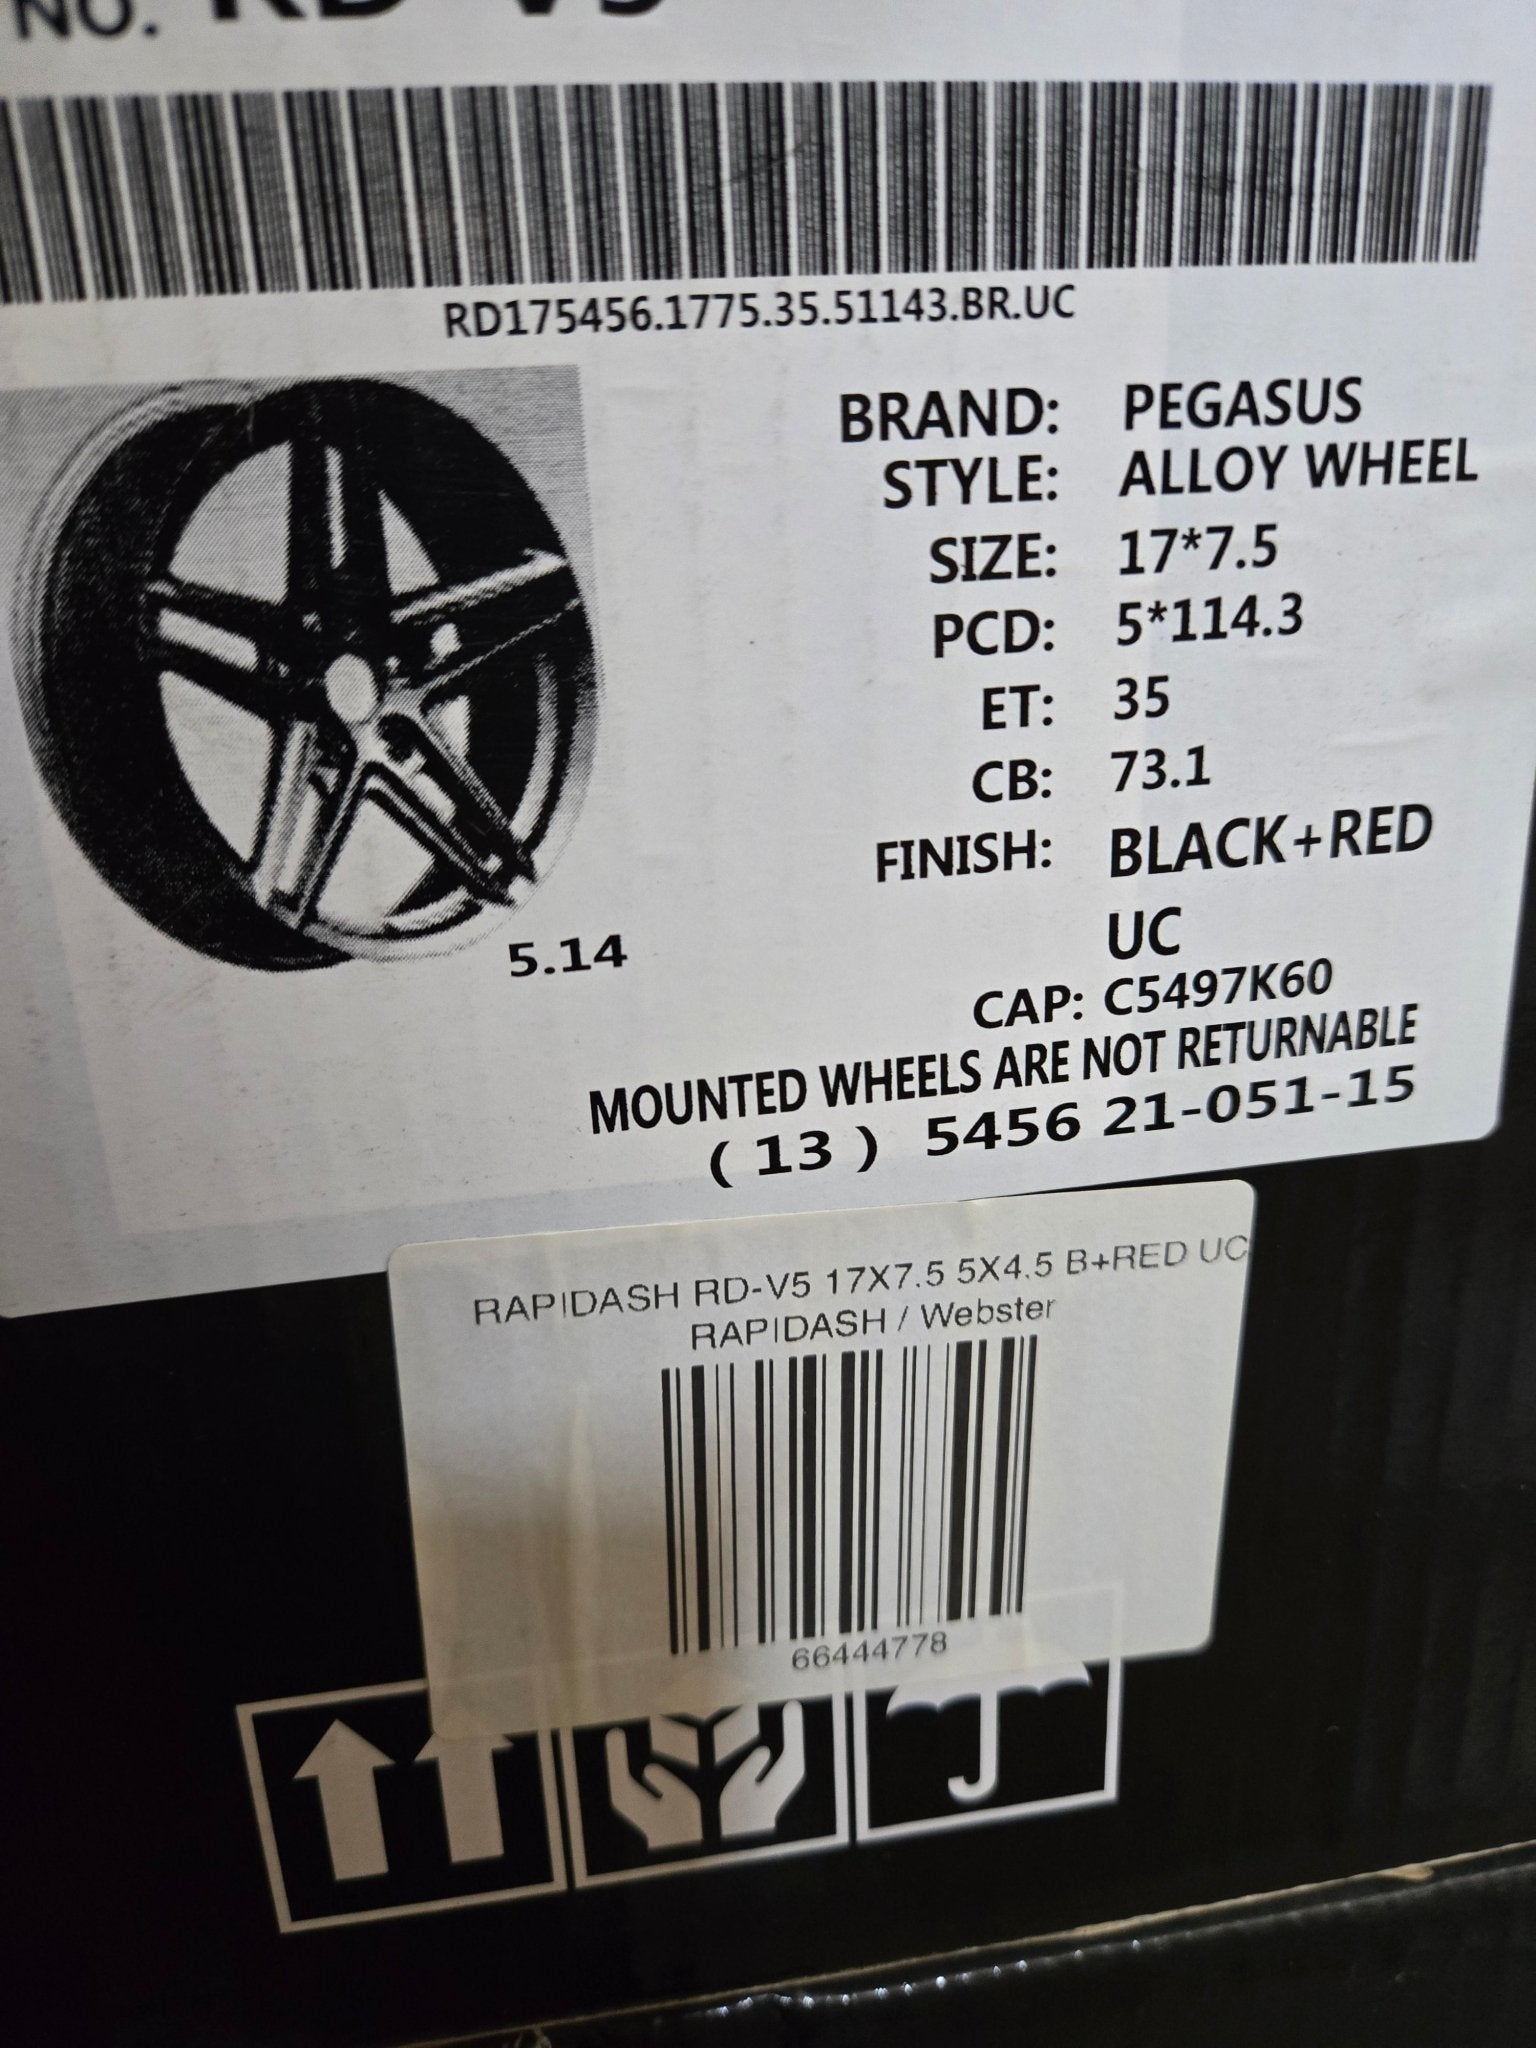 NO. RD-V5
RD175456.1775.35.51143.BR.UC
BRAND: PEGASUS
STYLE: ALLOY WHEEL
SIZE: 17*7.5
PCD: 5*114.3
ET: 35
CB: 73.1
FINISH: BLACK+RED
UC
5.14
CAP: C5497K60
MOUNTED WHEELS ARE NOT RETURNABLE
( 13 ) 5456 21-051-15
RAPIDASH RD-V5 17X7.5 5X4.5 B+RED UC
RAPIDASH / Webster
66444778